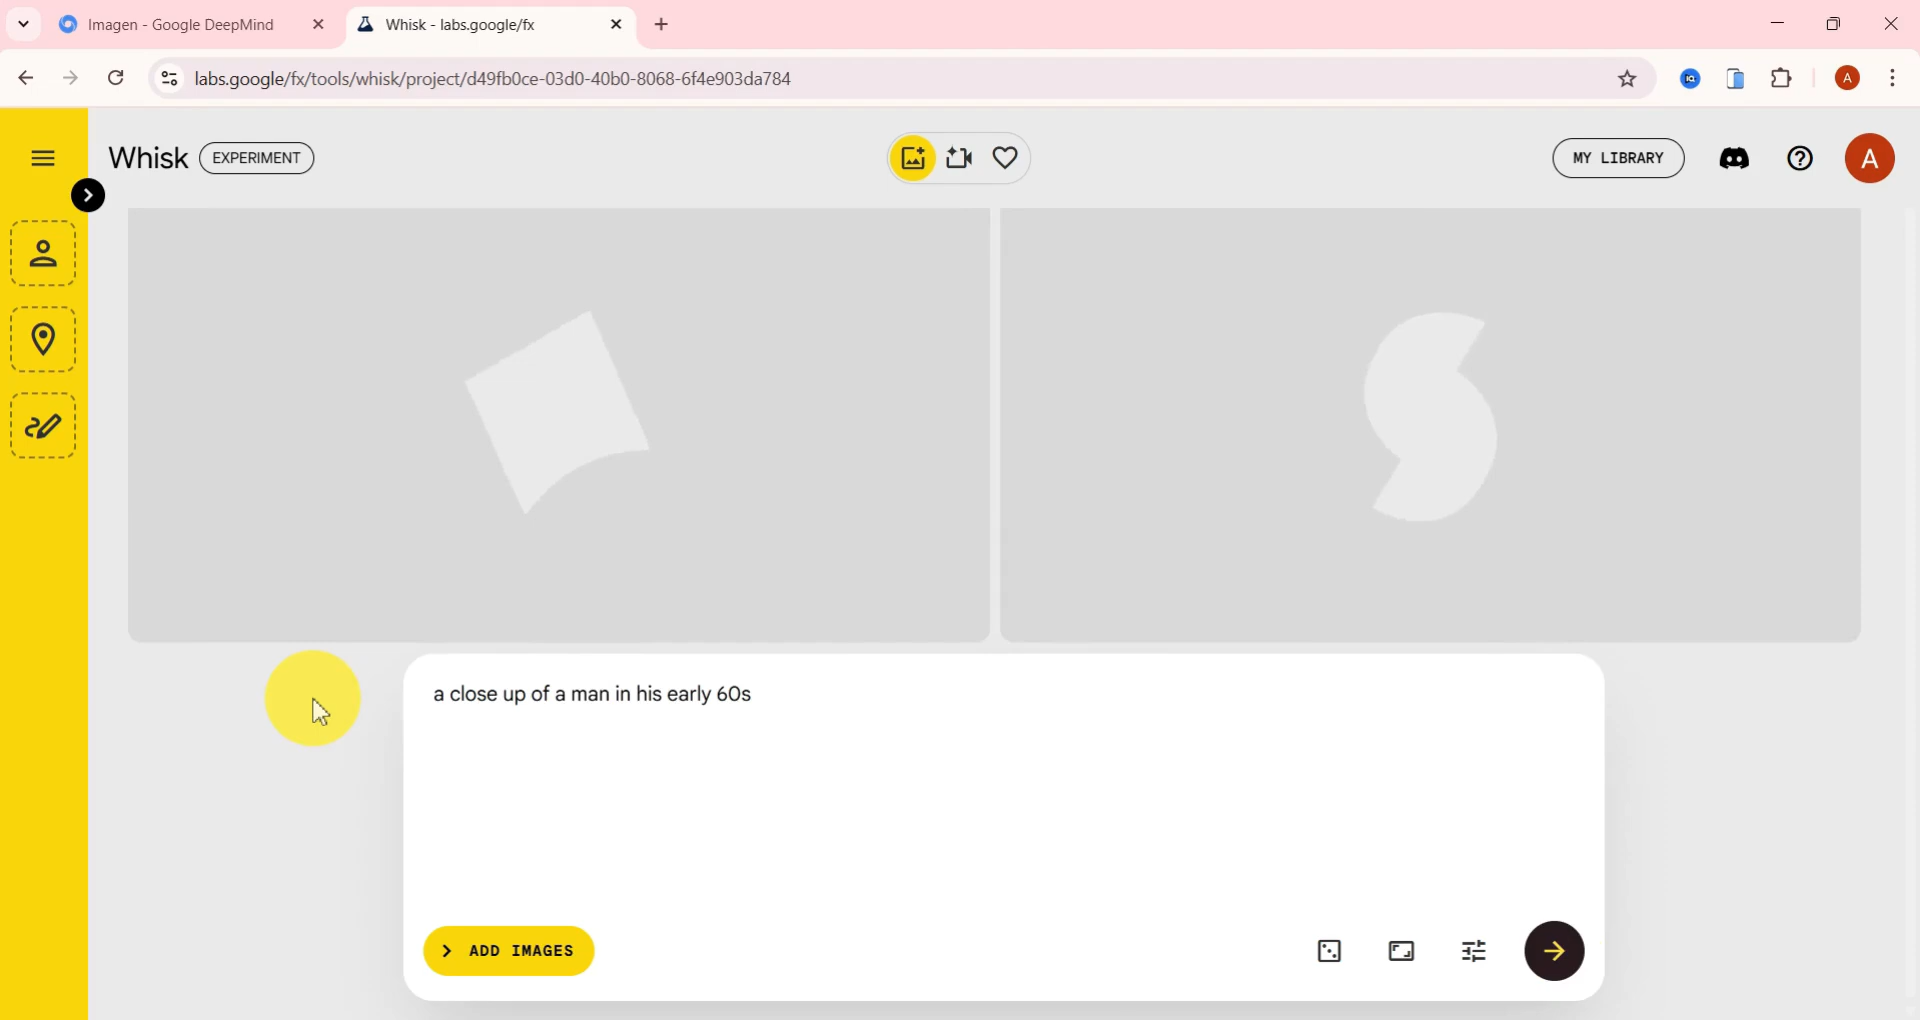 Imagen - Google DeepMind
Whisk - labs.google/fx
labs.google/fx/tools/whisk/project/d49fb0ce-03d0-40b0-8068-6f4e903da784
A
Whisk EXPERIMENT
MY LIBRARY
A
a close up of a man in his early 60s
ADD IMAGES